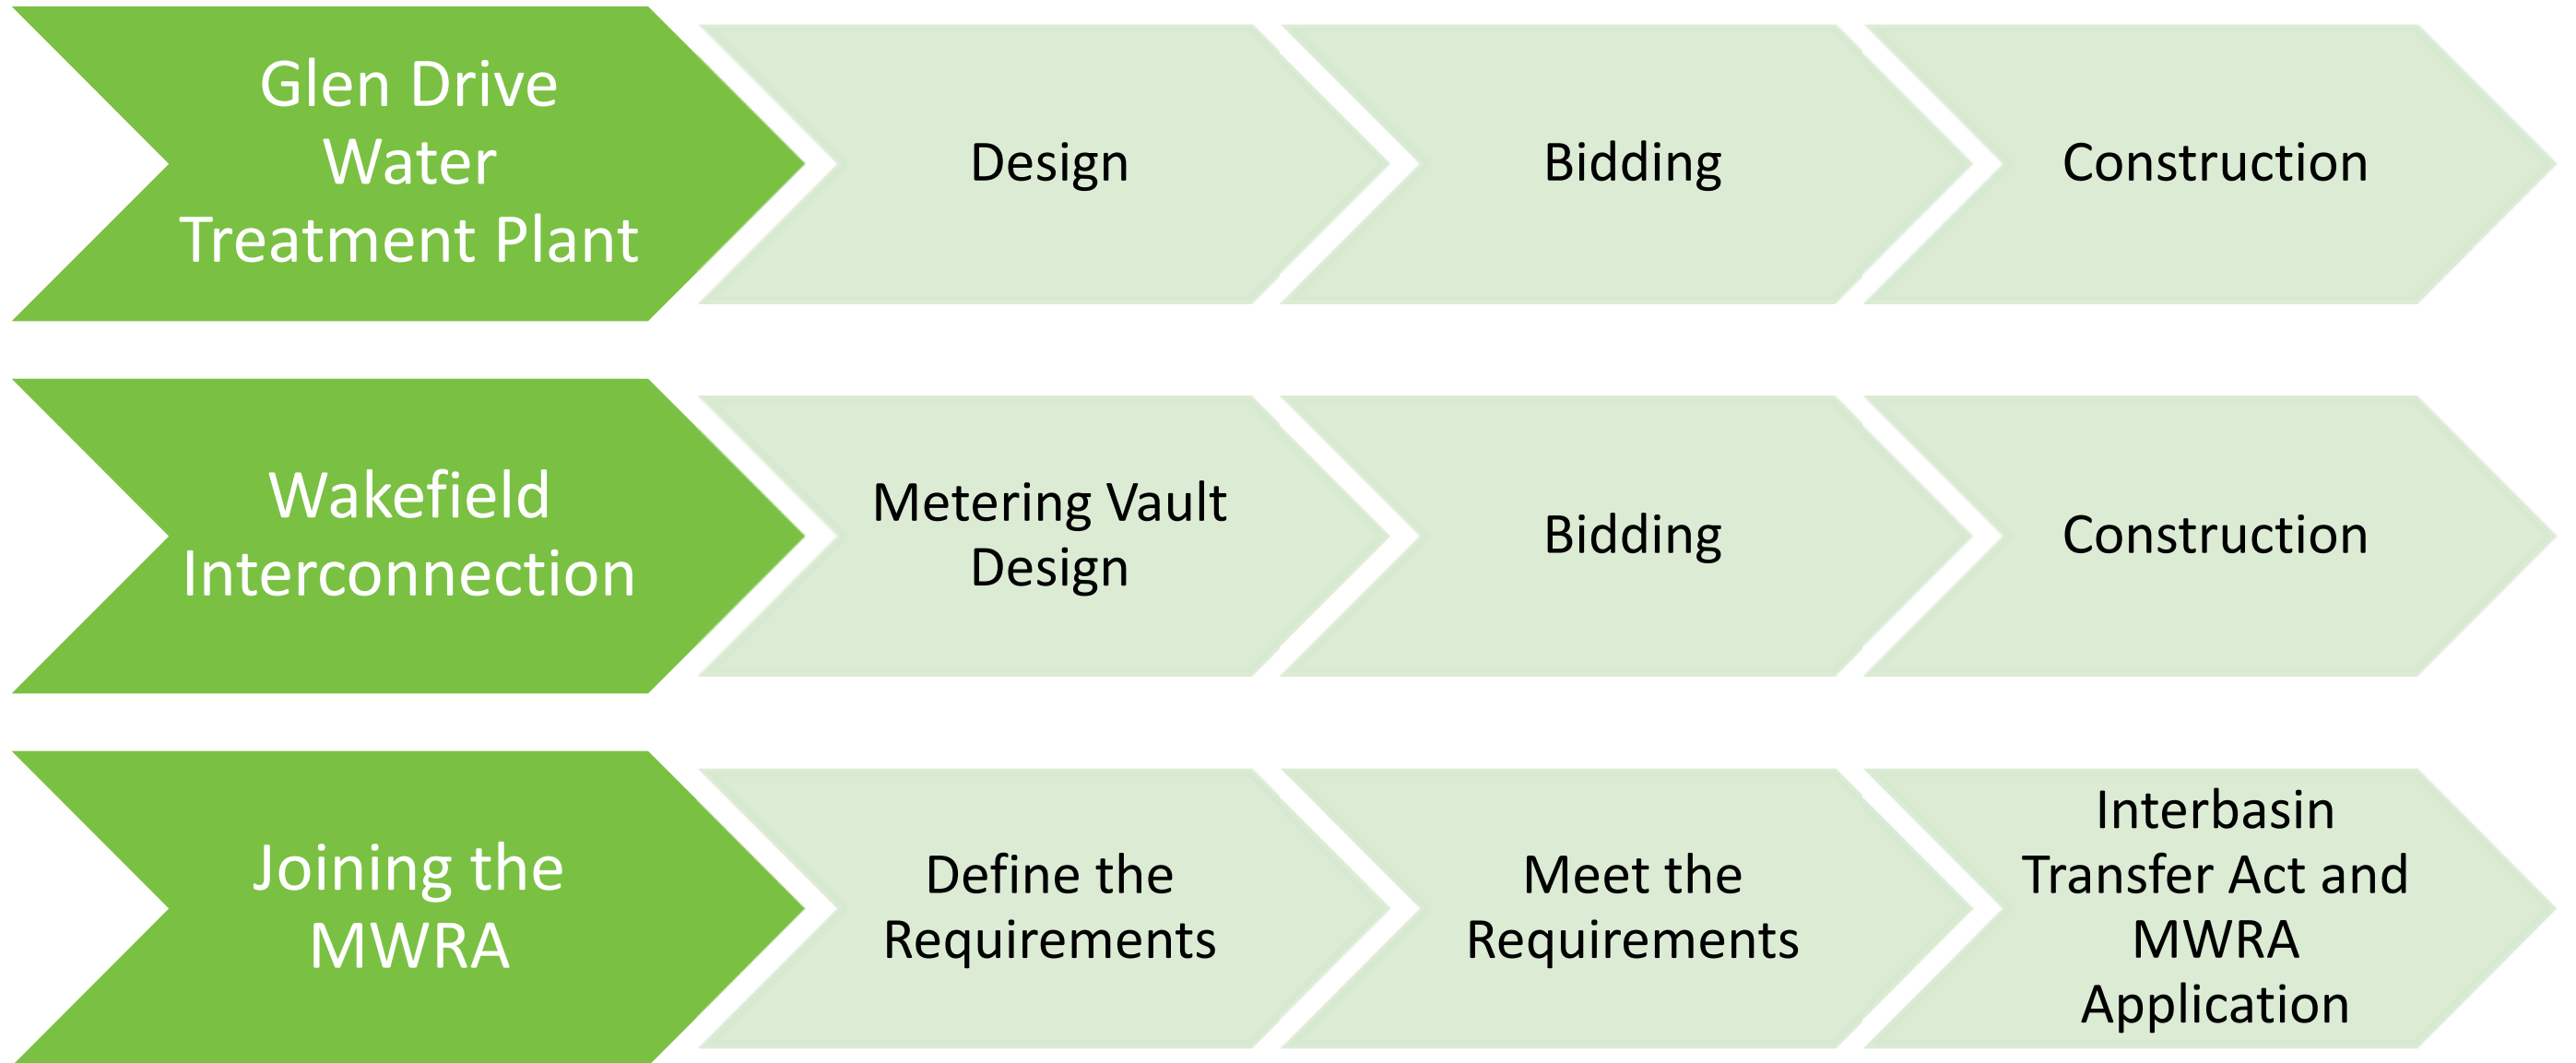 Glen Drive
Water
Treatment Plant
Design
Bidding
Construction
Wakefield
Interconnection
Metering Vault
Design
Bidding
Construction
Joining the
MWRA
Define the
Requirements
Meet the
Requirements
Interbasin
Transfer Act and
MWRA
Application